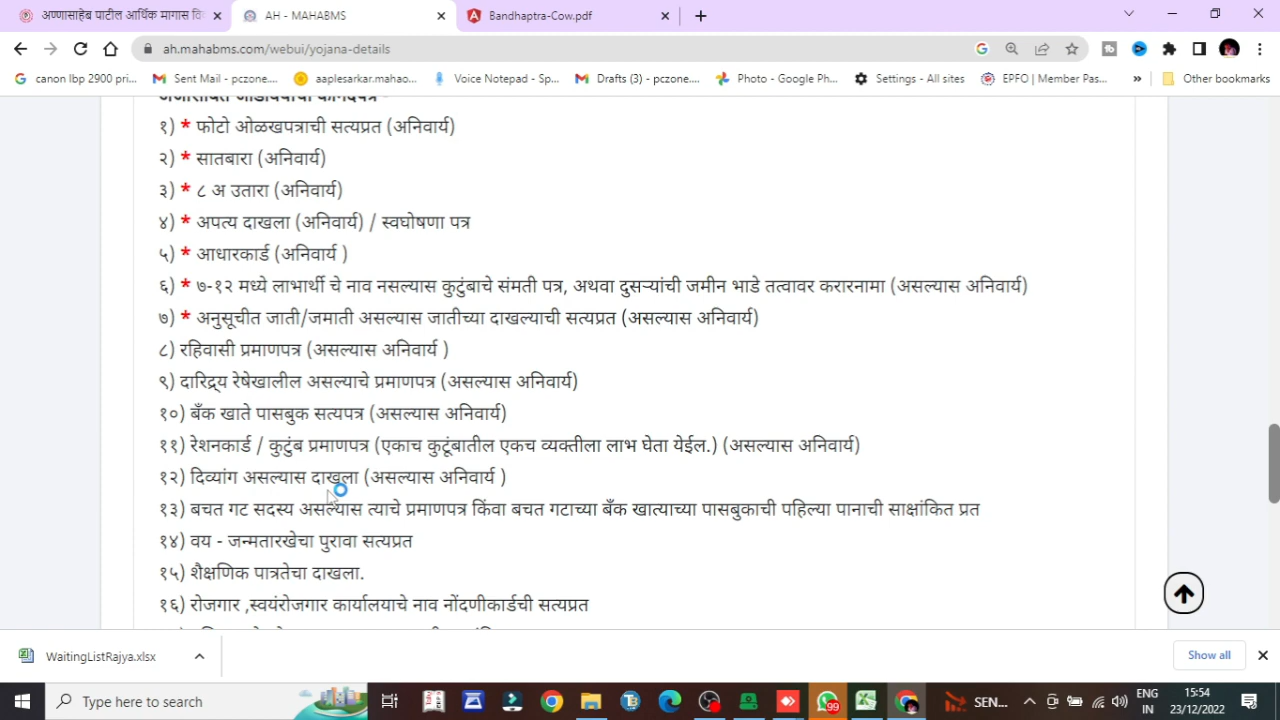 अण्णासाहेब पाटील आर्थिक मागास वि
AH - MAHABMS
Bandhaptra-Cow.pdf
ah.mahabms.com/webui/yojana-details
canon lbp 2900 pri...
Sent Mail - pczone....
aaplesarkar.mahao...
Voice Notepad - Sp...
Drafts (3) - pczone....
Photo - Google Ph...
Settings - All sites
EPFO | Member Pas...
»
Other bookmarks
१) * फोटो ओळखपत्राची सत्यप्रत (अनिवार्य)
२) * सातबारा (अनिवार्य)
३) * ८ अ उतारा (अनिवार्य)
४) * अपत्य दाखला (अनिवार्य) / स्वघोषणा पत्र
५) * आधारकार्ड (अनिवार्य )
६) * ७-१२ मध्ये लाभार्थी चे नाव नसल्यास कुटुंबाचे संमती पत्र, अथवा दुसऱ्यांची जमीन भाडे तत्वावर करारनामा (असल्यास अनिवार्य)
७) * अनुसूचीत जाती/जमाती असल्यास जातीच्या दाखल्याची सत्यप्रत (असल्यास अनिवार्य)
८) रहिवासी प्रमाणपत्र (असल्यास अनिवार्य )
९) दारिद्र्य रेषेखालील असल्याचे प्रमाणपत्र (असल्यास अनिवार्य)
१०) बँक खाते पासबुक सत्यपत्र (असल्यास अनिवार्य)
११) रेशनकार्ड / कुटुंब प्रमाणपत्र (एकाच कुटूंबातील एकच व्यक्तीला लाभ घेता येईल.) (असल्यास अनिवार्य)
१२) दिव्यांग असल्यास दाखला (असल्यास अनिवार्य )
१३) बचत गट सदस्य असल्यास त्याचे प्रमाणपत्र किंवा बचत गटाच्या बँक खात्याच्या पासबुकाची पहिल्या पानाची साक्षांकित प्रत
१४) वय - जन्मतारखेचा पुरावा सत्यप्रत
१५) शैक्षणिक पात्रतेचा दाखला.
१६) रोजगार ,स्वयंरोजगार कार्यालयाचे नाव नोंदणीकार्डची सत्यप्रत
WaitingListRajya.xlsx
Show all
Type here to search
99
SEN...
ENG
IN
15:54
23/12/2022